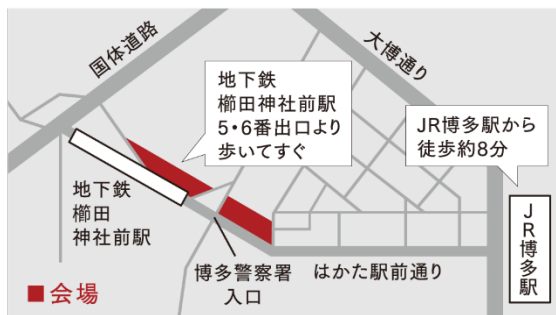 国体道路
大博通り
地下鉄
櫛田神社前駅
5・6番出口より
歩いてすぐ
JR博多駅から
徒歩約8分
地下鉄
櫛田
神社前駅
JR博多駅
博多警察署
入口
はかた駅前通り
■会場